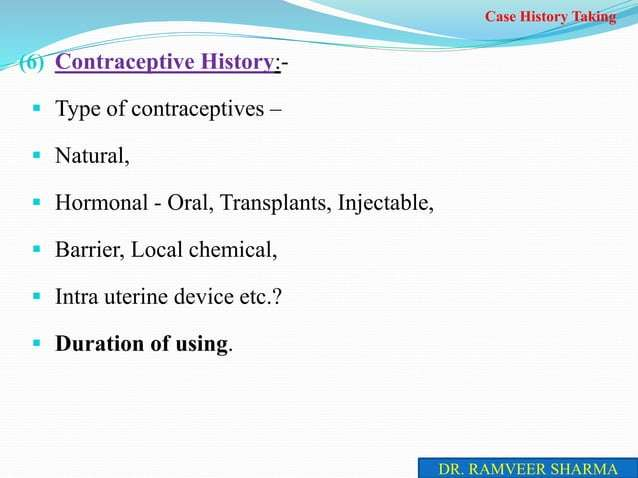 Case History Taking
(6) Contraceptive History:-
▪ Type of contraceptives –
▪ Natural,
▪ Hormonal - Oral, Transplants, Injectable,
▪ Barrier, Local chemical,
▪ Intra uterine device etc.?
▪ Duration of using.
DR. RAMVEER SHARMA